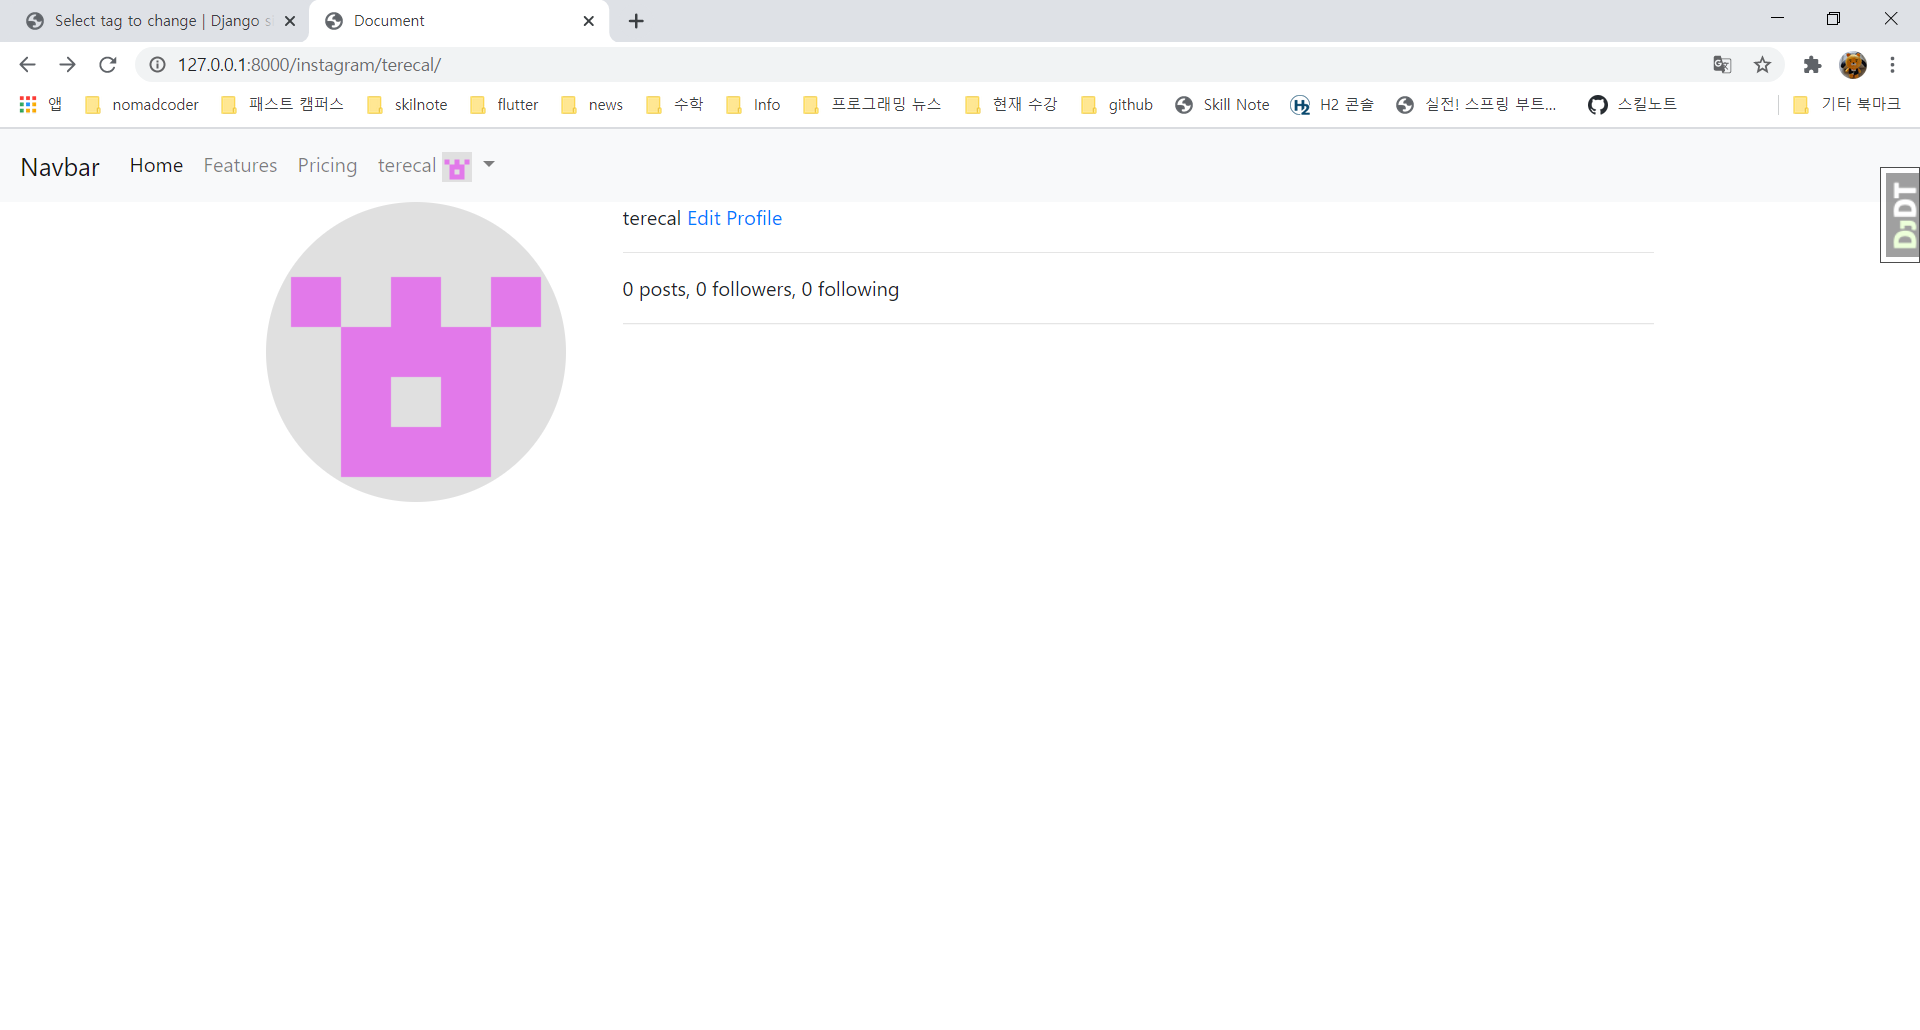 Select tag to change | Django s
Document
127.0.0.1:8000/instagram/terecal/
앱 nomadcoder 패스트 캠퍼스 skilnote flutter news 수학 Info 프로그래밍 뉴스 현재 수강 github Skill Note H2 콘솔 실전! 스프링 부트... 스킬노트 기타 북마크
Navbar Home Features Pricing terecal
DjDT
terecal Edit Profile
0 posts, 0 followers, 0 following